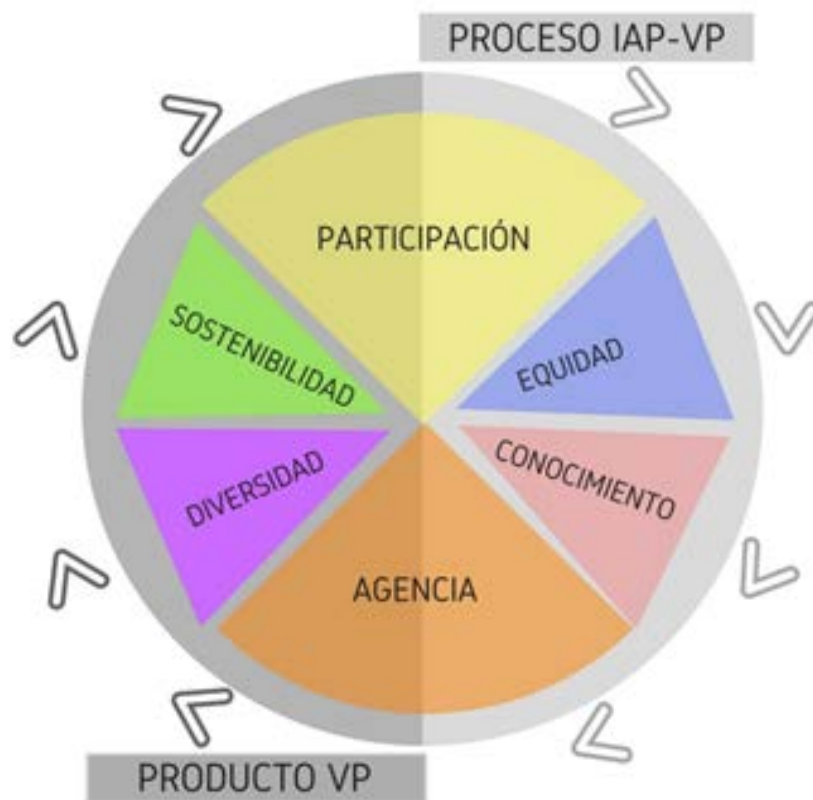 PROCESO IAP-VP
PARTICIPACIÓN
SOSTENIBILIDAD
EQUIDAD
DIVERSIDAD
CONOCIMIENTO
AGENCIA
PRODUCTO VP